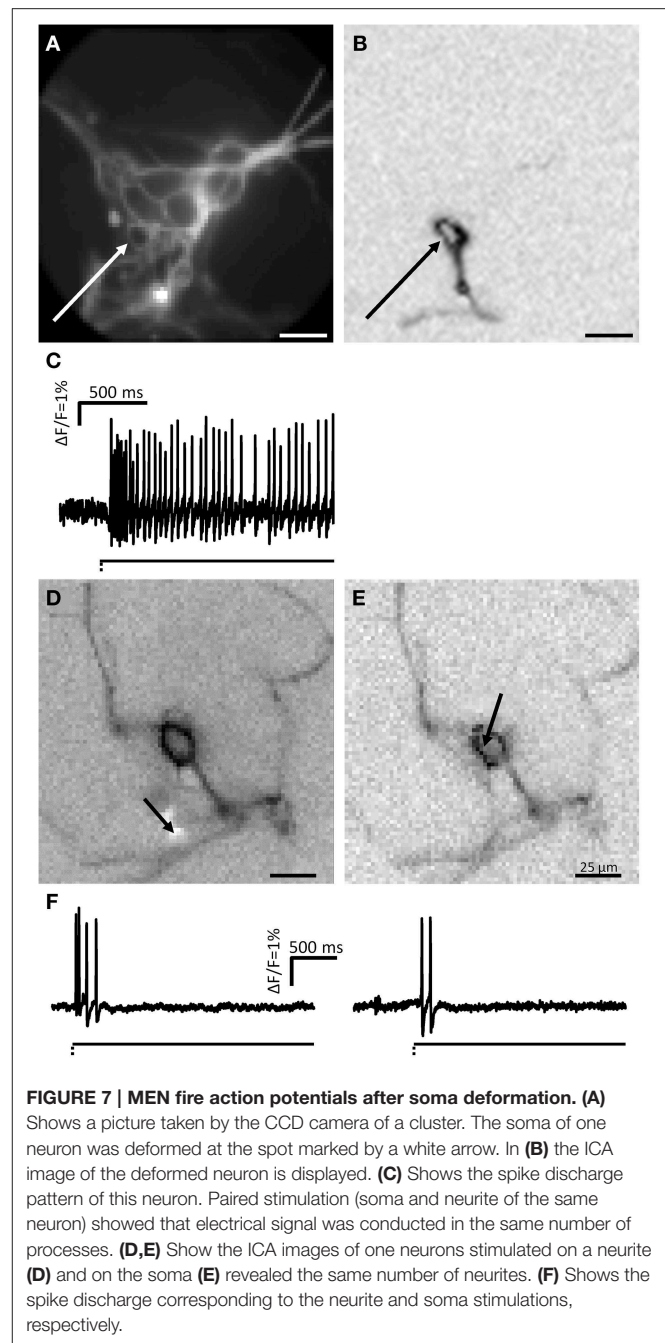 A
B
C
500 ms
ΔF/F=1%
D
E
25 µm
F
500 ms
ΔF/F=1%
FIGURE 7 | MEN fire action potentials after soma deformation. (A)
Shows a picture taken by the CCD camera of a cluster. The soma of one
neuron was deformed at the spot marked by a white arrow. In (B) the ICA
image of the deformed neuron is displayed. (C) Shows the spike discharge
pattern of this neuron. Paired stimulation (soma and neurite of the same
neuron) showed that electrical signal was conducted in the same number of
processes. (D,E) Show the ICA images of one neurons stimulated on a neurite
(D) and on the soma (E) revealed the same number of neurites. (F) Shows the
spike discharge corresponding to the neurite and soma stimulations,
respectively.